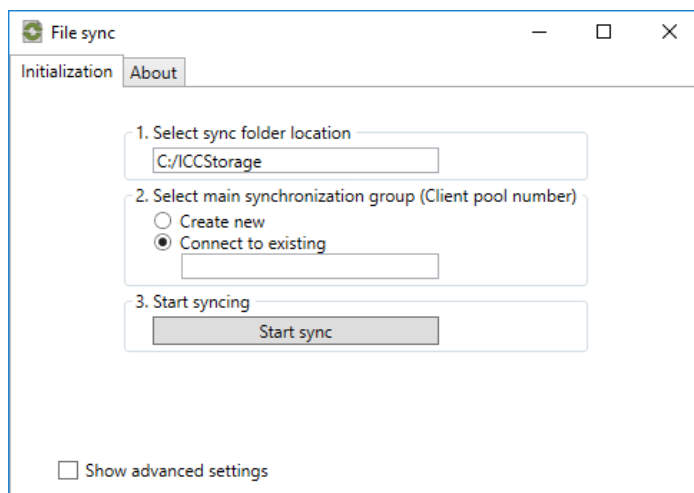 File sync
Initialization
About
1. Select sync folder location
C:/ICCStorage
2. Select main synchronization group (Client pool number)
Create new
Connect to existing
3. Start syncing
Start sync
Show advanced settings